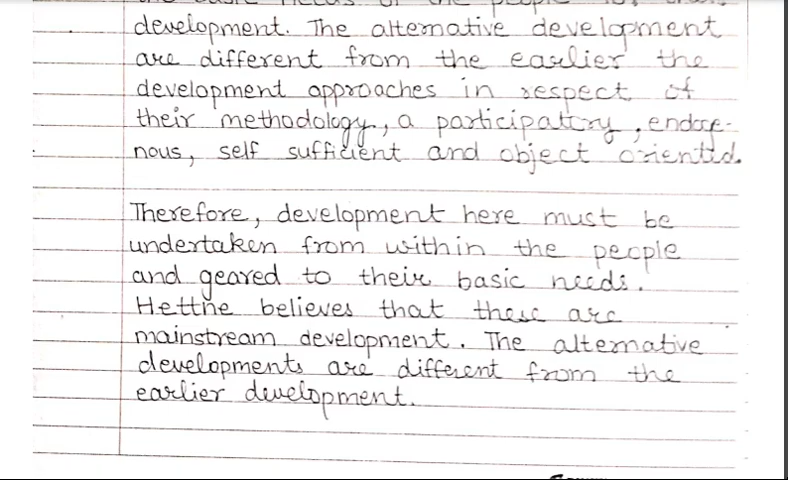 development. The alternative development
are different from the earlier the
development approaches in respect of
their methodology, a participatory, endoge-
nous, self sufficient and object oriented.
Therefore, development here must be
undertaken from within the people
and geared to their basic needs.
Hettne believes that these are
mainstream development. The alternative
developments are different from the
earlier development.